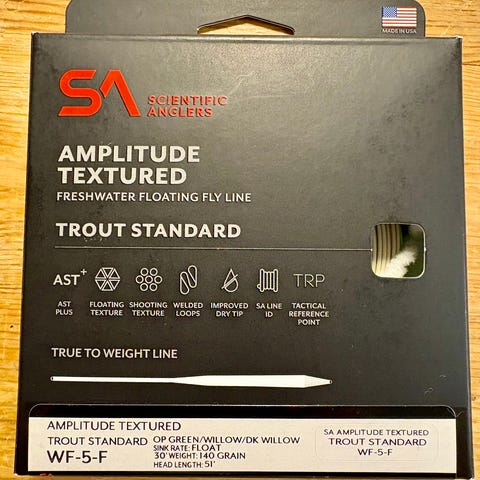 MADE IN USA
SA
SCIENTIFIC
ANGLERS
AMPLITUDE
TEXTURED
FRESHWATER FLOATING FLY LINE
TROUT STANDARD
AST+
TRP
AST
PLUS
FLOATING
TEXTURE
SHOOTING
TEXTURE
WELDED
LOOPS
IMPROVED
DRY TIP
SA LINE
ID
TACTICAL
REFERENCE
POINT
TRUE TO WEIGHT LINE
AMPLITUDE TEXTURED
TROUT STANDARD
WF-5-F
OP GREEN/WILLOW/DK WILLOW
SINK RATE: FLOAT
30' WEIGHT: 140 GRAIN
HEAD LENGTH: 51'
SA AMPLITUDE TEXTURED
TROUT STANDARD
WF-5-F